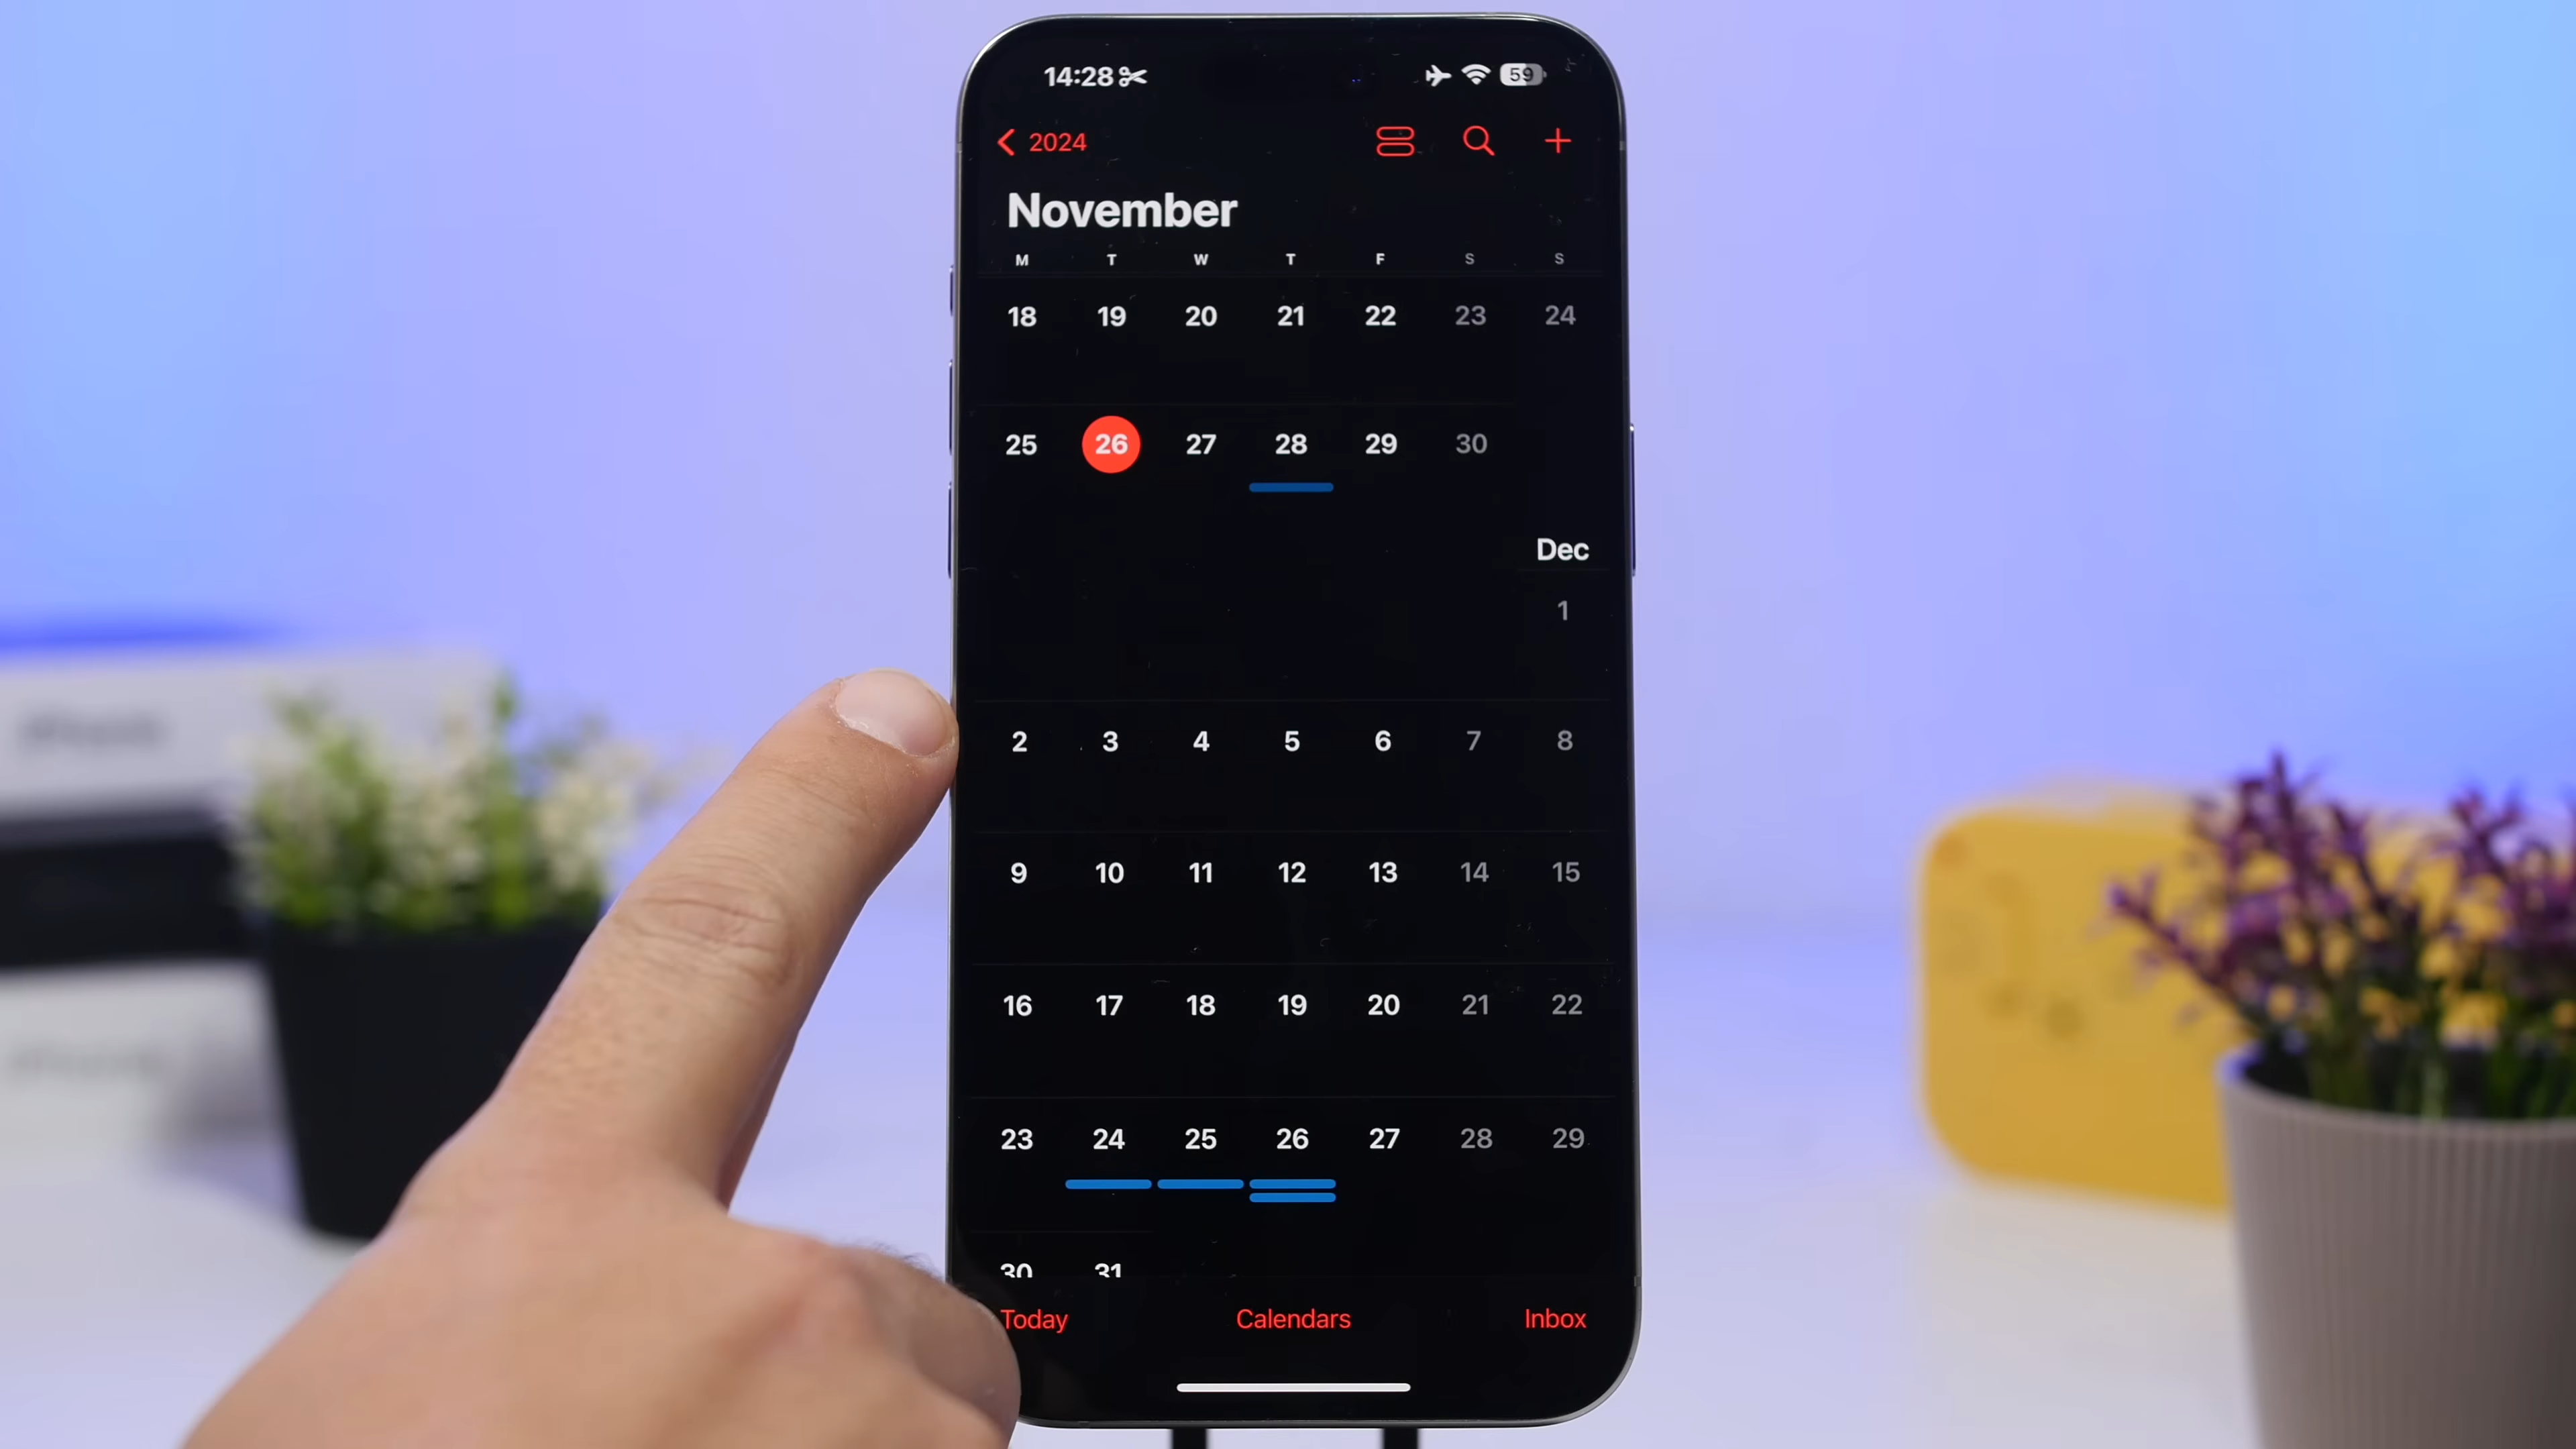 14:28
59
2024
November
M T W T F S S
18 19 20 21 22 23 24
25 26 27 28 29 30
Dec
1
2 3 4 5 6 7 8
9 10 11 12 13 14 15
16 17 18 19 20 21 22
23 24 25 26 27 28 29
30 31
Today Calendars Inbox